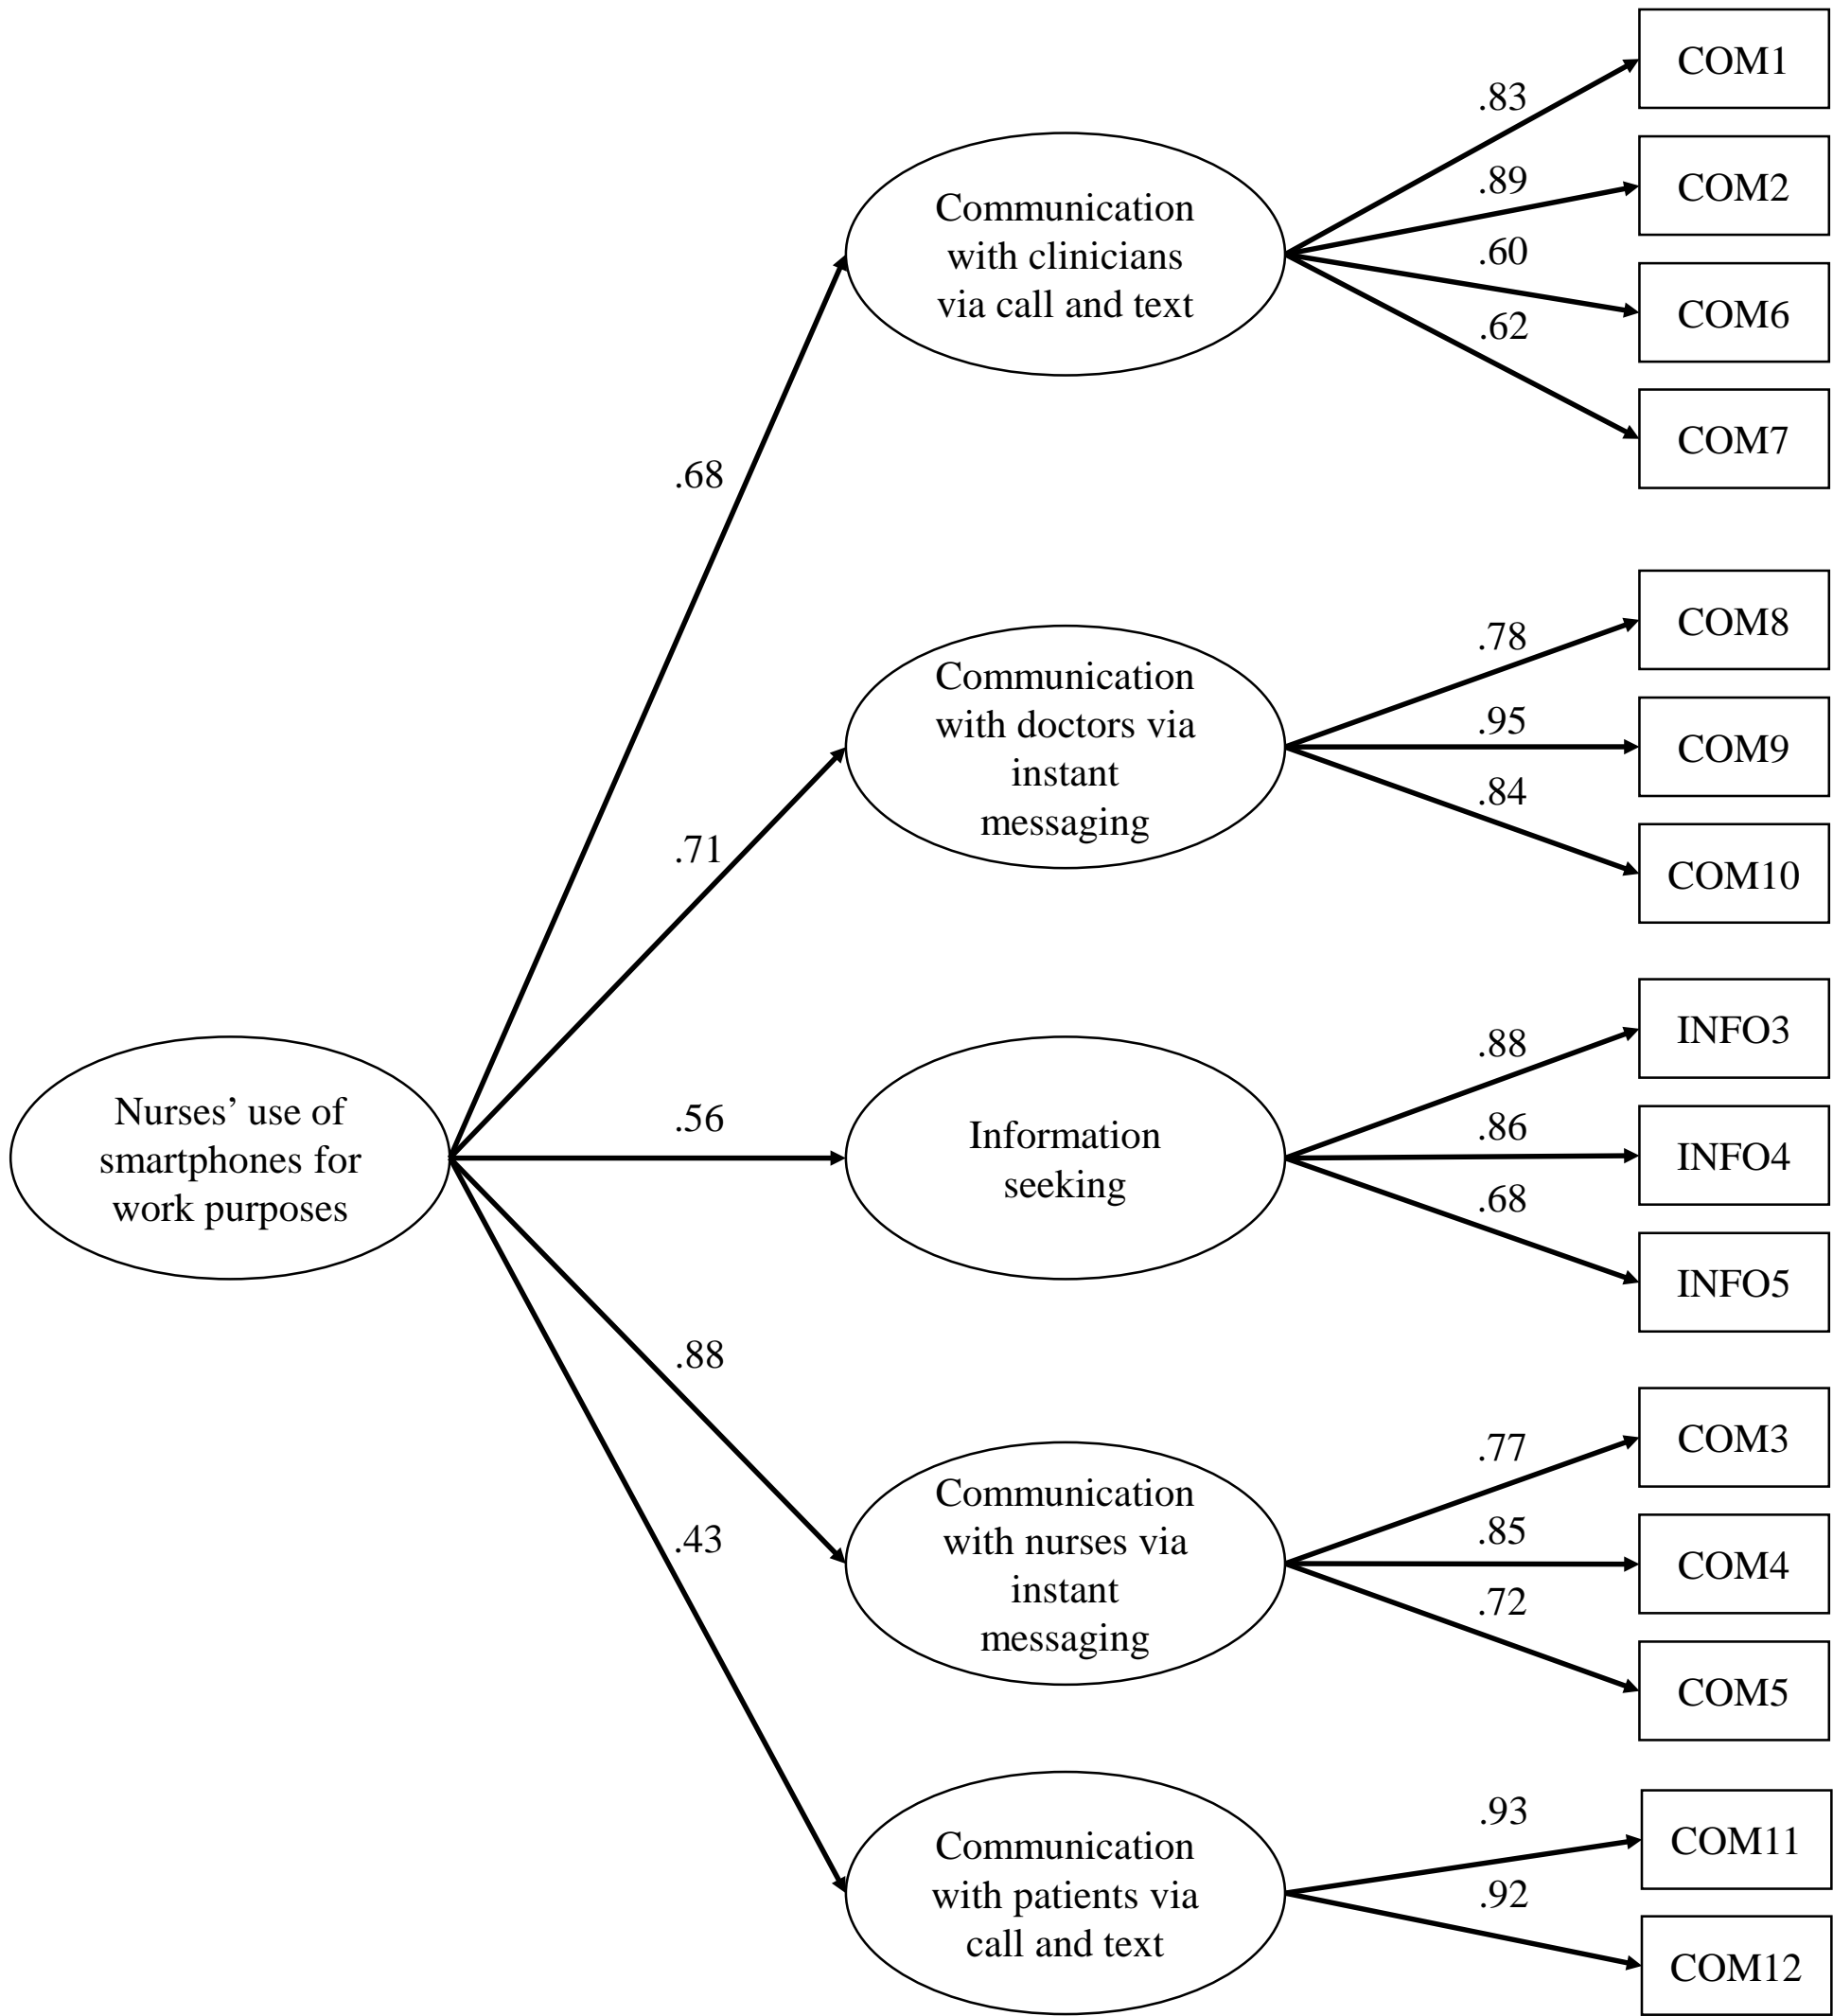 Nurses’ use of
smartphones for
work purposes
.68
.71
.56
.88
.43
Communication
with clinicians
via call and text
.83
.89
.60
.62
COM1
COM2
COM6
COM7
Communication
with doctors via
instant
messaging
.78
.95
.84
COM8
COM9
COM10
Information
seeking
.88
.86
.68
INFO3
INFO4
INFO5
Communication
with nurses via
instant
messaging
.77
.85
.72
COM3
COM4
COM5
Communication
with patients via
call and text
.93
.92
COM11
COM12